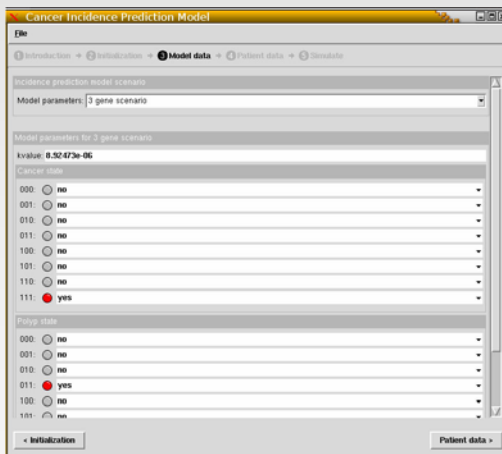 Cancer Incidence Prediction Model
File
1 Introduction → 2 Initialization → 3 Model data → 4 Patient data → 5 Simulate
Incidence prediction model scenario
Model parameters: 3 gene scenario
Model parameters for 3 gene scenario
kvalue: 8.92473e-06
Cancer state
000: no
001: no
010: no
011: no
100: no
101: no
110: no
111: yes
Polyp state
000: no
001: no
010: no
011: yes
100: no
101: no
< Initialization
Patient data >